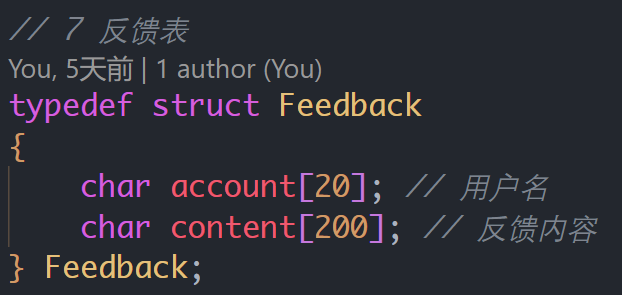 // 7 反馈表
You, 5天前 | 1 author (You)
typedef struct Feedback
{
    char account[20]; // 用户名
    char content[200]; // 反馈内容
} Feedback;